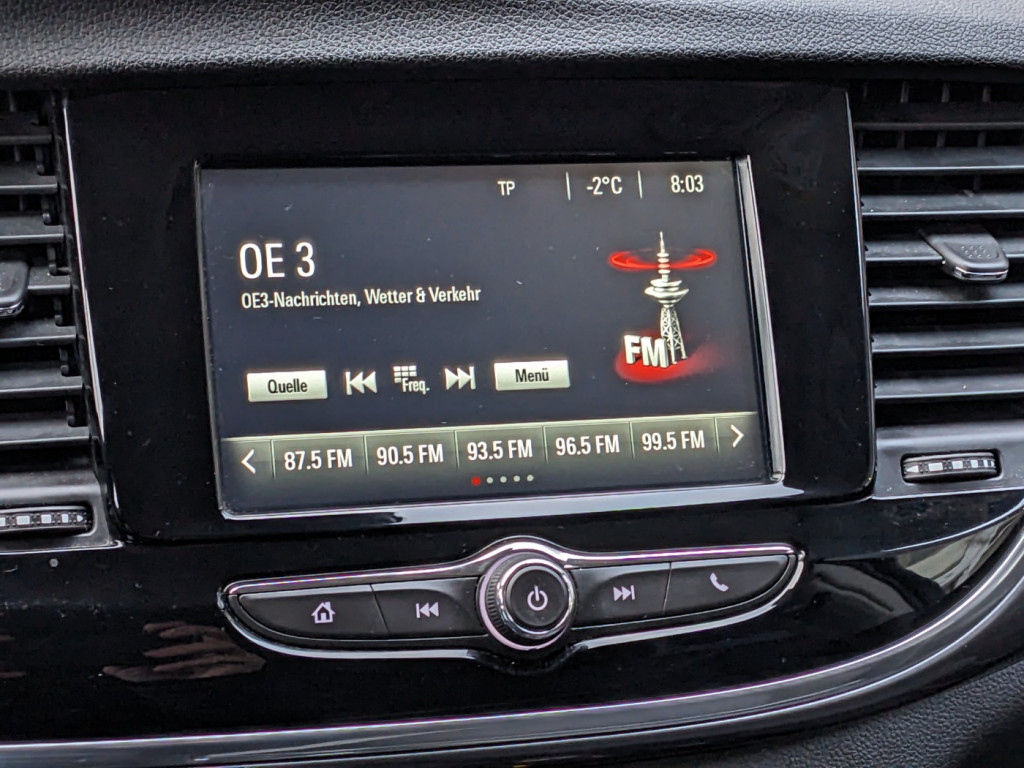 TP -2°C 8:03
OE 3
OE3-Nachrichten, Wetter & Verkehr
FM
Quelle Freq. Menü
87.5 FM 90.5 FM 93.5 FM 96.5 FM 99.5 FM